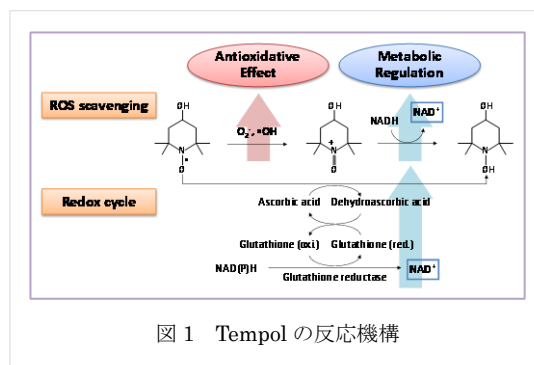 Antioxidative Effect
Metabolic Regulation
ROS scavenging
OH
OH
OH
NADH
NAD⁺
O₂⁻, •OH
N
O•
N⁺
O
N
OH
Redox cycle
Ascorbic acid
Dehydroascorbic acid
Glutathione (oxi.)
Glutathione (red.)
NAD(P)H
NAD⁺
Glutathione reductase
図 1 Tempol の反応機構